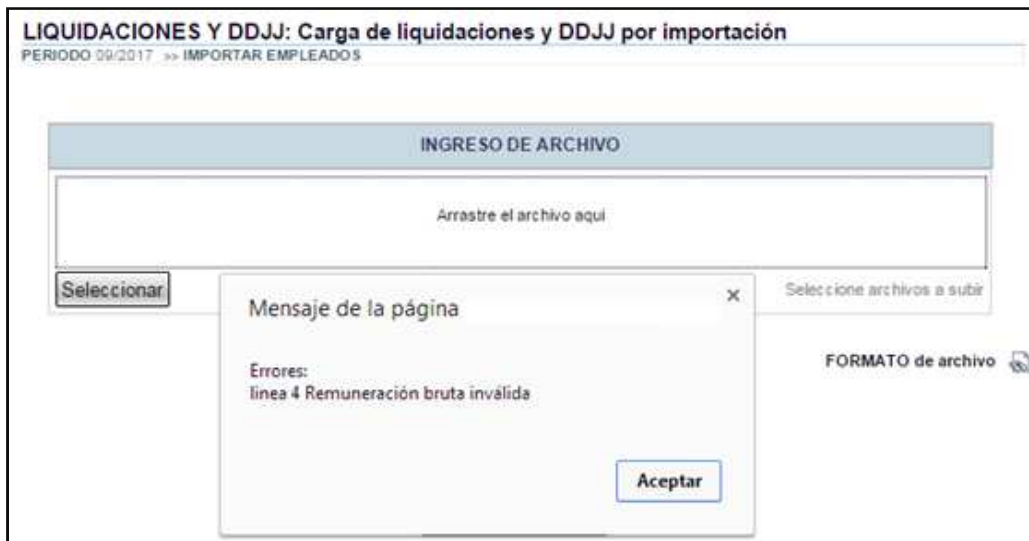 LIQUIDACIONES Y DDJJ: Carga de liquidaciones y DDJJ por importación
PERIODO 09/2017 >> IMPORTAR EMPLEADOS
INGRESO DE ARCHIVO
Arrastre el archivo aqui
Seleccionar
Seleccione archivos a subir
Mensaje de la página
×
Errores:
linea 4 Remuneración bruta inválida
Aceptar
FORMATO de archivo